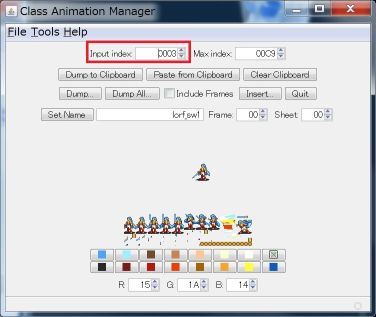 Class Animation Manager
File Tools Help
Input index: 0003 Max index: 00C9
Dump to Clipboard Paste from Clipboard Clear Clipboard
Dump... Dump All... Include Frames Insert... Quit
Set Name lorf_sw1 Frame: 00 Sheet: 00
R: 15 G: 1A B: 14